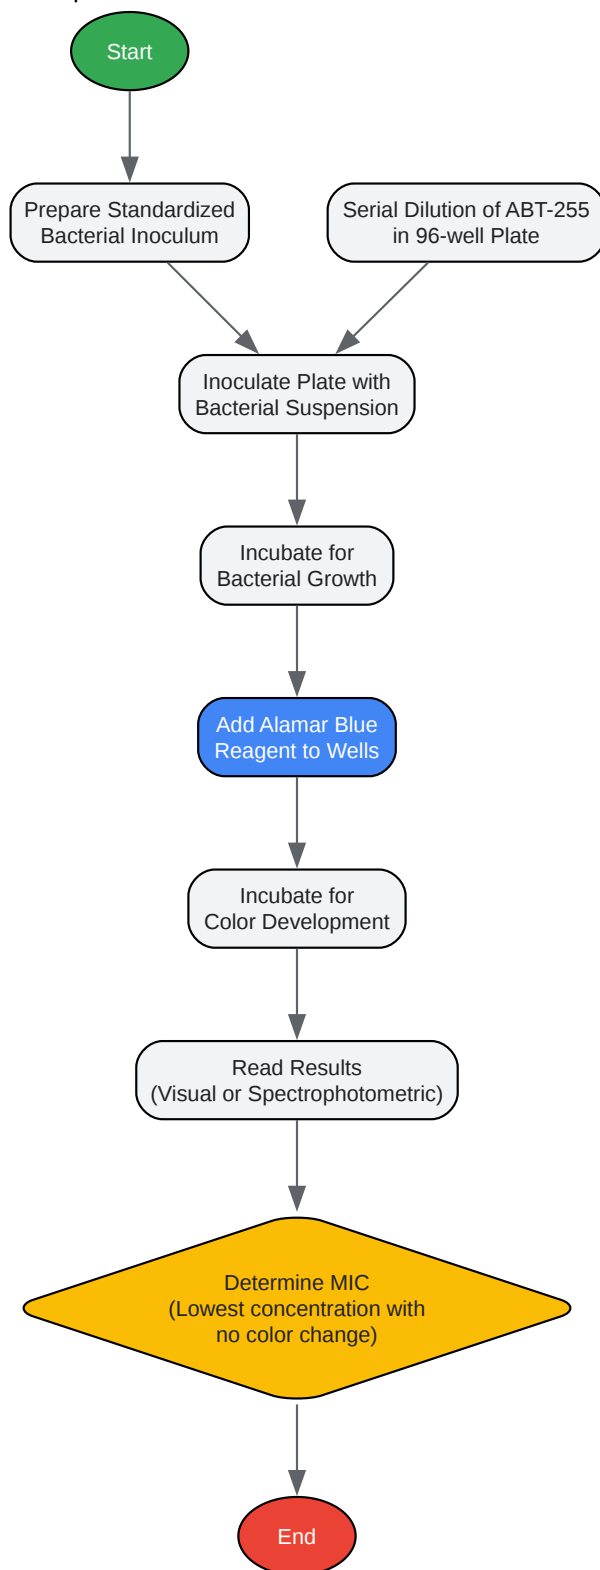 Start
Prepare Standardized
Bacterial Inoculum
Serial Dilution of ABT-255
in 96-well Plate
Inoculate Plate with
Bacterial Suspension
Incubate for
Bacterial Growth
Add Alamar Blue
Reagent to Wells
Incubate for
Color Development
Read Results
(Visual or Spectrophotometric)
Determine MIC
(Lowest concentration with
no color change)
End